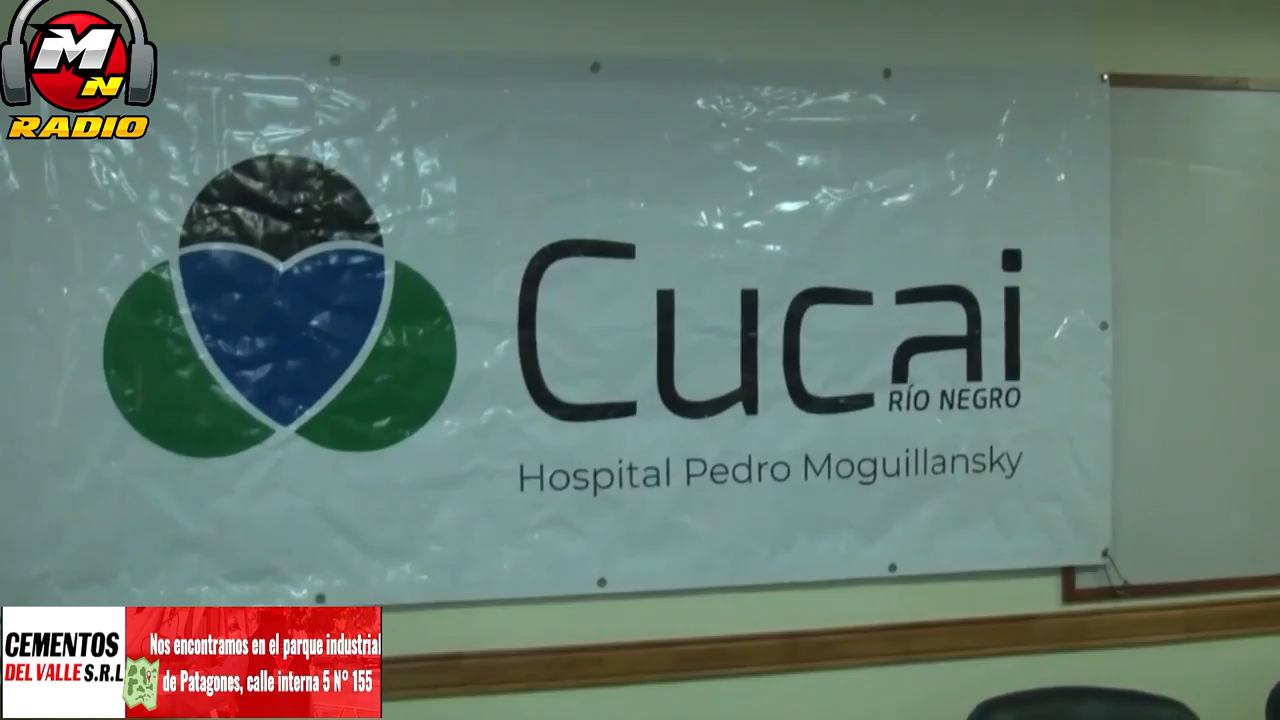 MN
RADIO
Cucai
RÍO NEGRO
Hospital Pedro Moguillansky
CEMENTOS
DEL VALLE S.R.L
Nos encontramos en el parque industrial
de Patagones, calle interna 5 N° 155